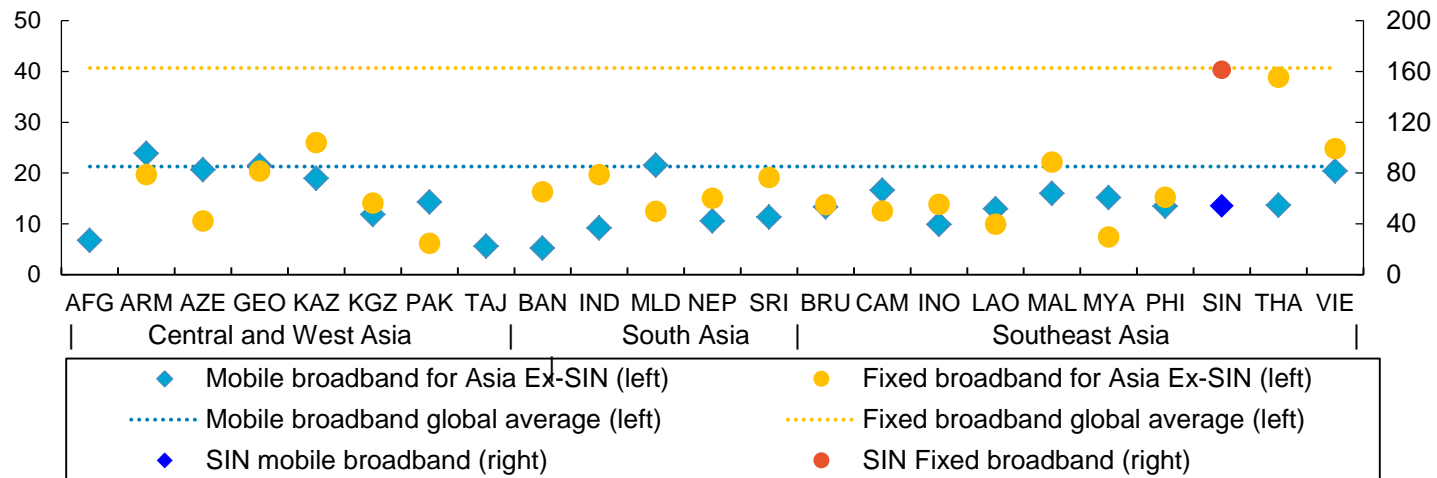 50 200
40 160
30 120
20 80
10 40
0 0
AFG ARM AZE GEO KAZ KGZ PAK TAJ BAN IND MLD NEP SRI BRU CAM INO LAO MAL MYA PHI SIN THA VIE
| Central and West Asia | South Asia | Southeast Asia |
Mobile broadband for Asia Ex-SIN (left) Fixed broadband for Asia Ex-SIN (left)
Mobile broadband global average (left) Fixed broadband global average (left)
SIN mobile broadband (right) SIN Fixed broadband (right)